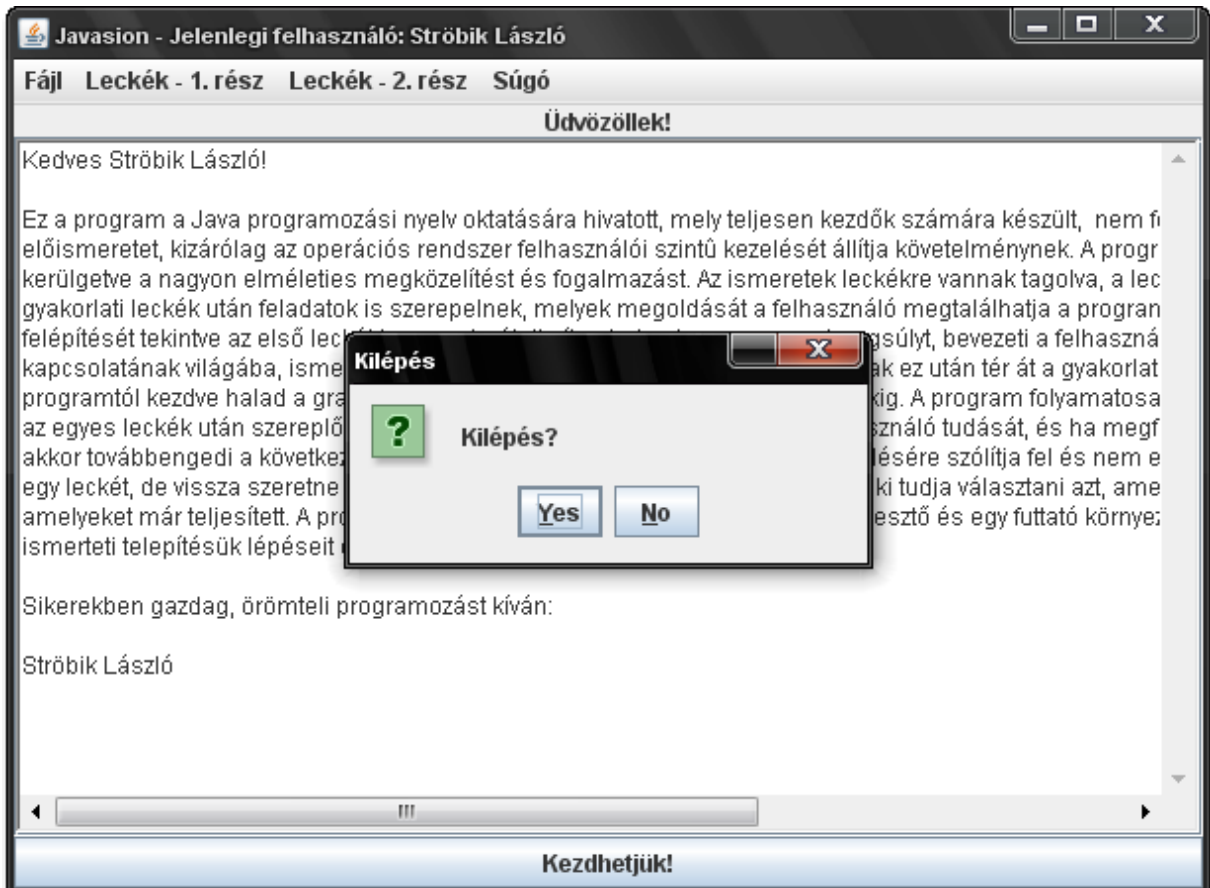 Javasion - Jelenlegi felhasználó: Ströbik László
Fájl Leckék - 1. rész Leckék - 2. rész Súgó
Üdvözöllek!
Kedves Ströbik László!
Ez a program a Java programozási nyelv oktatására hivatott, mely teljesen kezdők számára készült, nem
előismeretet, kizárólag az operációs rendszer felhasználói szintû kezelését állítja követelménynek. A progr
kerülgetve a nagyon elméleties megközelítést és fogalmazást. Az ismeretek leckékre vannak tagolva, a lec
gyakorlati leckék után feladatok is szerepelnek, melyek megoldását a felhasználó megtalálhatja a
felépítését tekintve az első gsúlyt, bevezeti a felhaszná
kapcsolatának világába, isme ak ez után tér át a gyakorlat
programtól kezdve halad a gra kig. A program folyamatosa
az egyes leckék után szereplő sználó tudását, és ha megf
akkor továbbengedi a követke lésére szólítja fel és nem e
egy leckét, de vissza szeretne ki tudja választani azt, ame
amelyeket már teljesített. A pro esztő és egy futtató környez
ismerteti telepítésük lépéseit
Sikerekben gazdag, örömteli programozást kíván:
Ströbik László
Kilépés
Kilépés?
Yes No
Kezdhetjük!